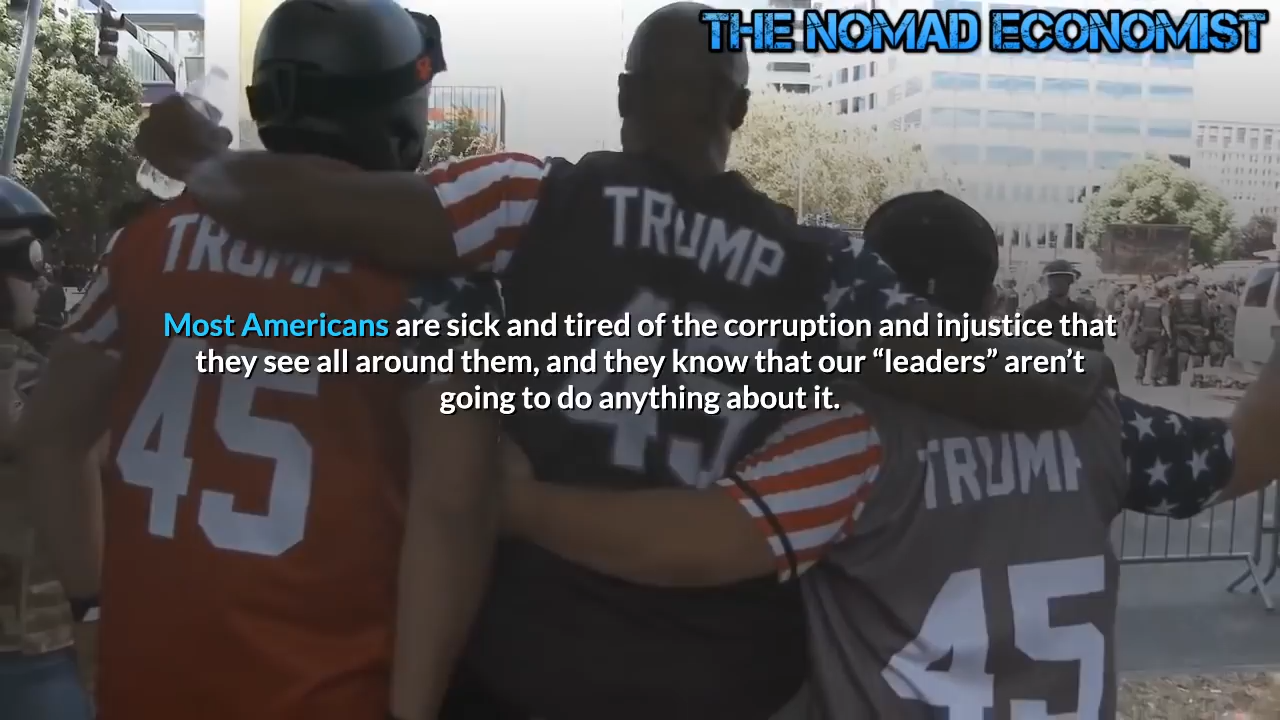 THE NOMAD ECONOMIST
TRUMP
TRUMP
45
45
Most Americans are sick and tired of the corruption and injustice that
they see all around them, and they know that our “leaders” aren’t
going to do anything about it.
TRUMP
45